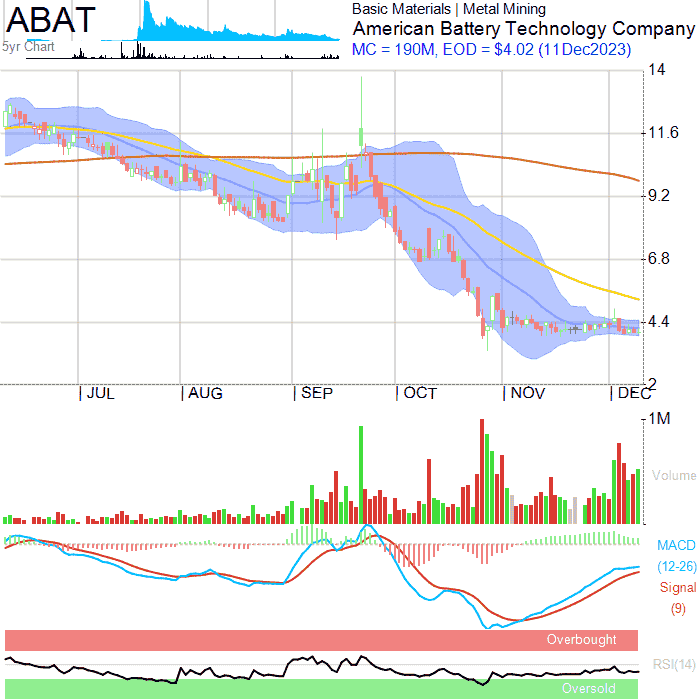 ABAT
5yr Chart
Basic Materials | Metal Mining
American Battery Technology Company
MC = 190M, EOD = $4.02 (11Dec2023)
14
11.6
9.2
6.8
4.4
2
JUL AUG SEP OCT NOV DEC
1M
Volume
MACD
(12-26)
Signal
(9)
Overbought
RSI(14)
Oversold